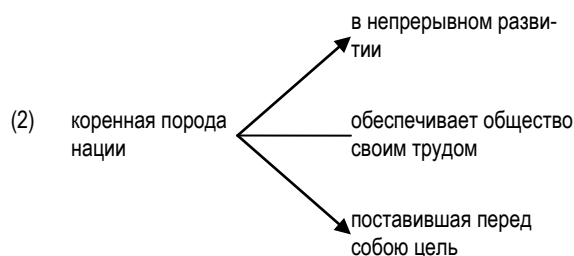 в непрерывном разви-
тии
(2) коренная порода
нации
обеспечивает общество
своим трудом
поставившая перед
собою цель